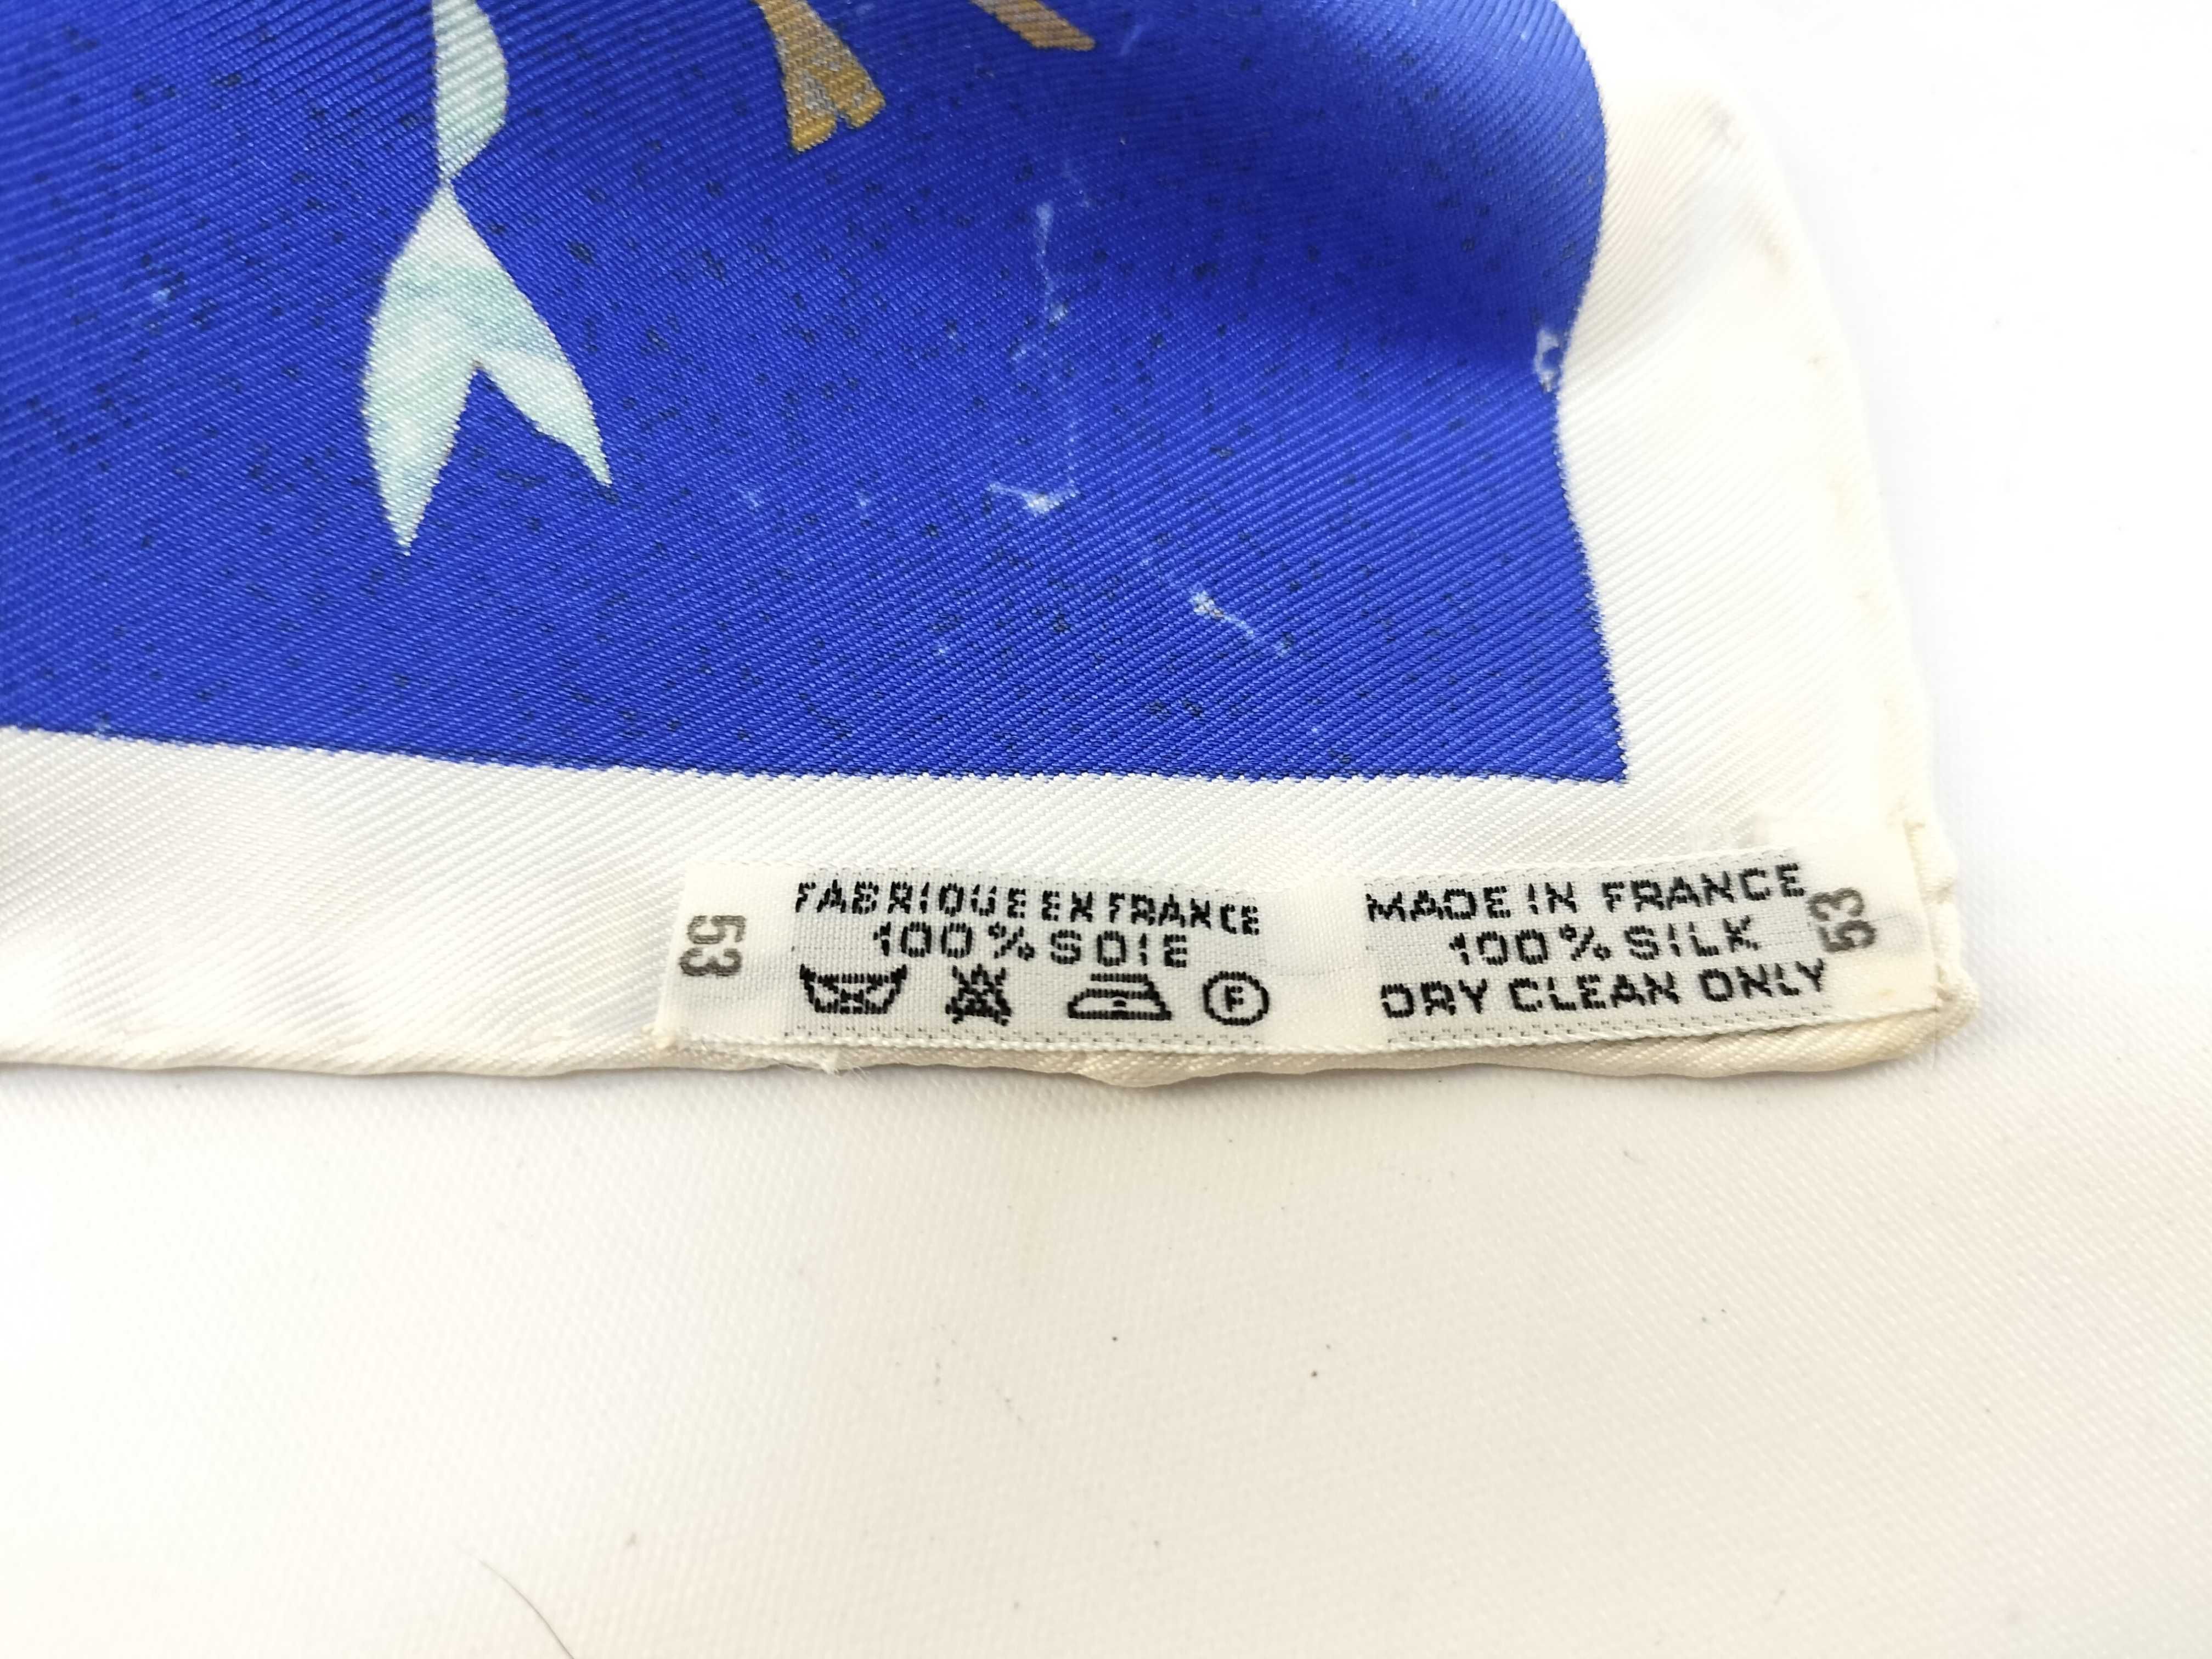 53
FABRIQUE EN FRANCE
100% SOIE
F
MADE IN FRANCE
100% SILK
DRY CLEAN ONLY
53